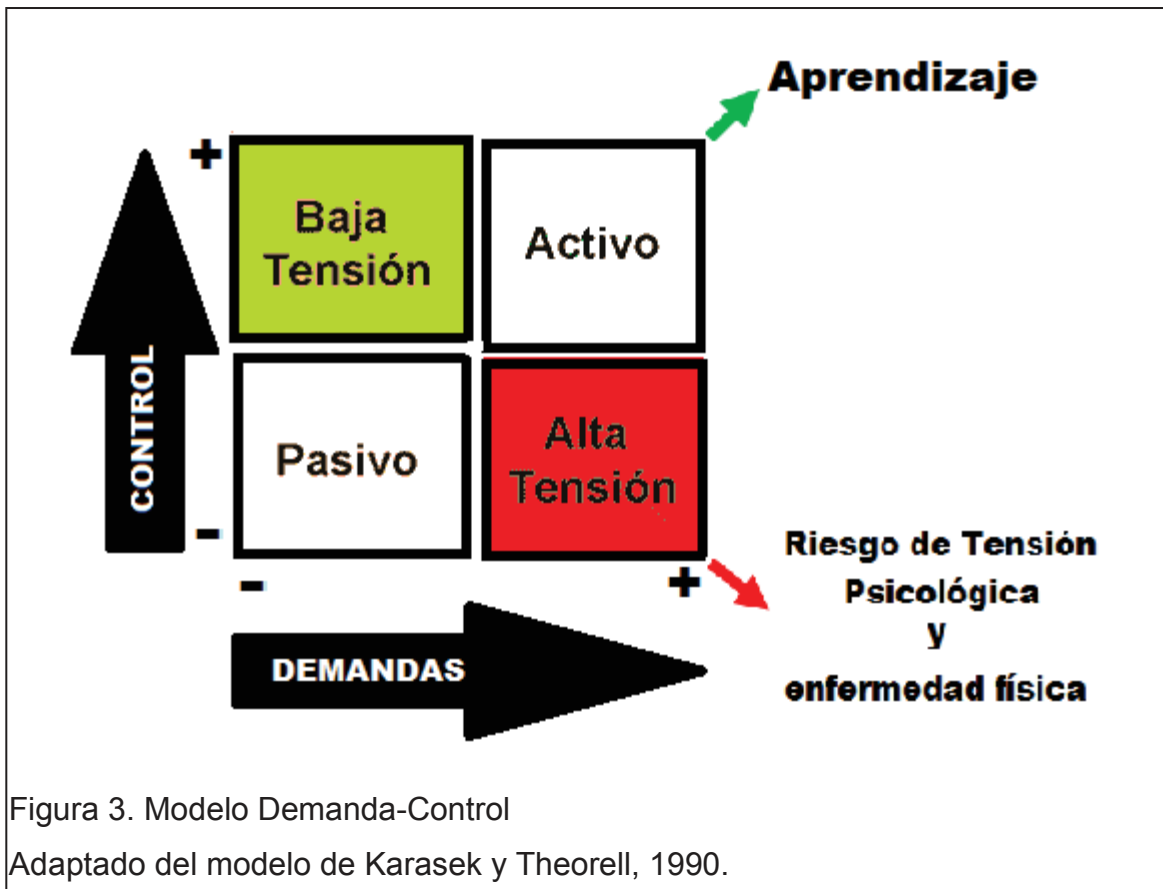 Aprendizaje
+
Baja
Tensión
Activo
CONTROL
Pasivo
Alta
Tensión
-
-
+
Riesgo de Tensión
Psicológica
y
enfermedad física
DEMANDAS
Figura 3. Modelo Demanda-Control
Adaptado del modelo de Karasek y Theorell, 1990.